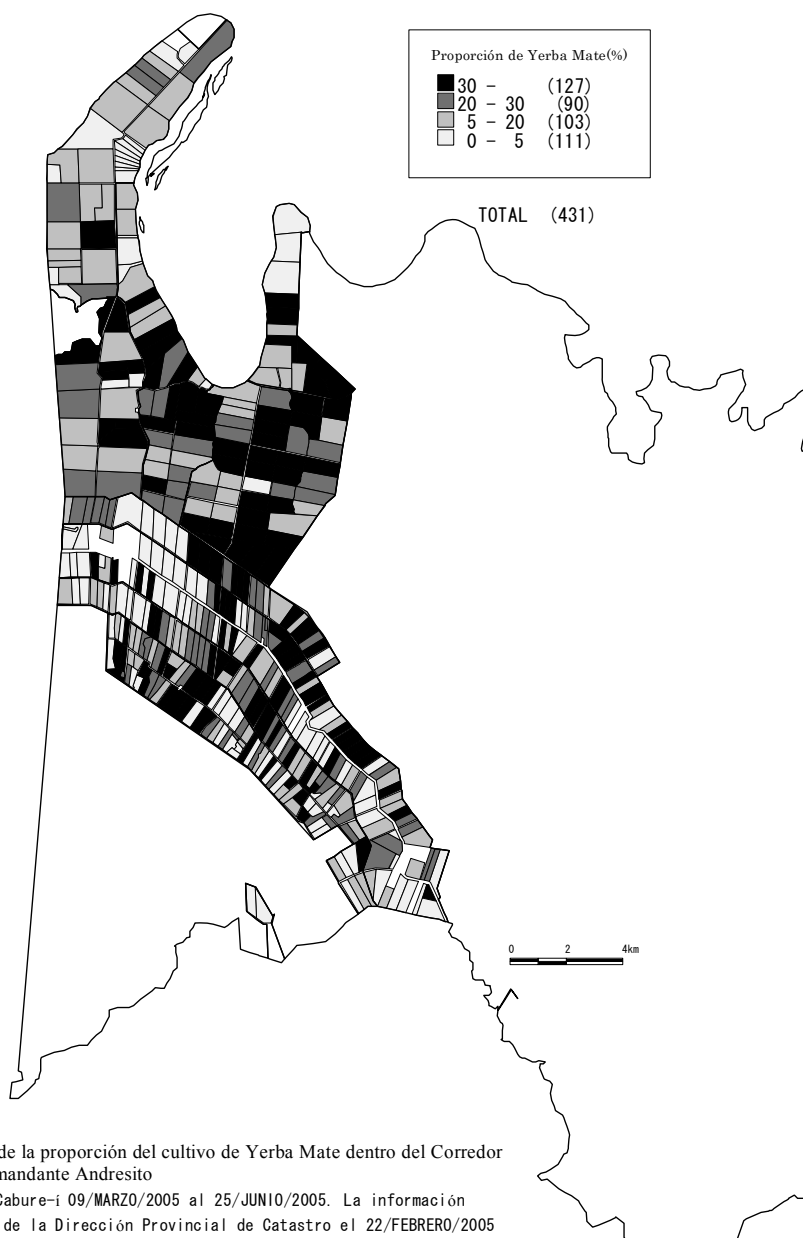 Proporción de Yerba Mate(%)
30 - (127)
20 - 30 (90)
5 - 20 (103)
0 - 5 (111)
TOTAL (431)
0 2 4km
de la proporción del cultivo de Yerba Mate dentro del Corredor
mandante Andresito
Cabure-í 09/MARZO/2005 al 25/JUNIO/2005. La información
de la Dirección Provincial de Catastro el 22/FEBRERO/2005